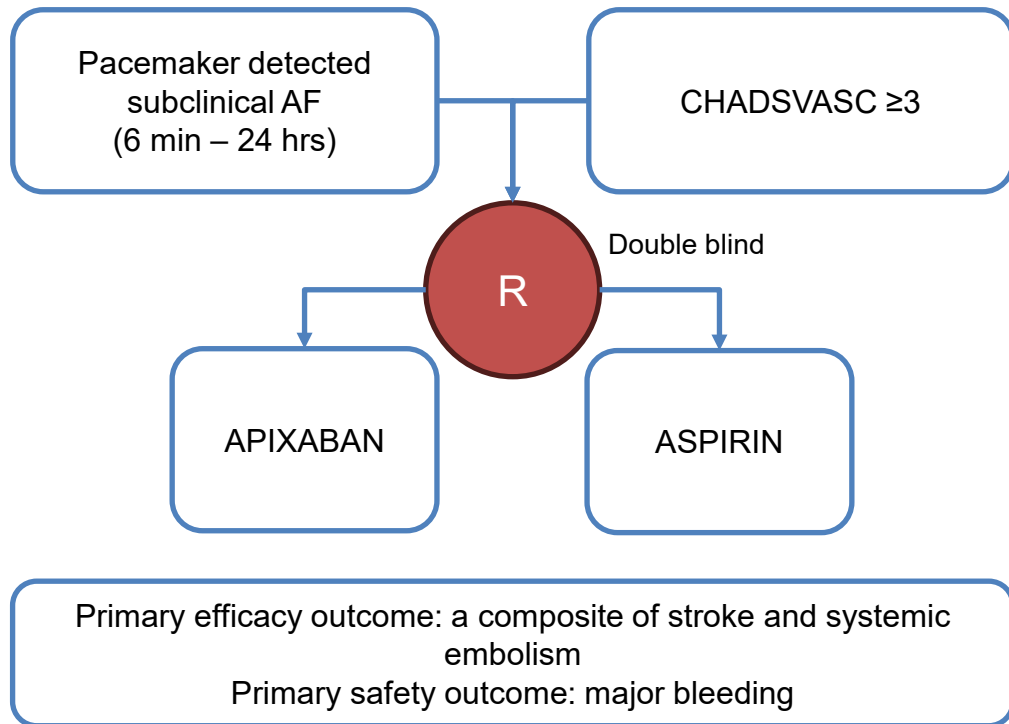 Pacemaker detected
subclinical AF
(6 min – 24 hrs)
CHADSVASC ≥3
Double blind
R
APIXABAN
ASPIRIN
Primary efficacy outcome: a composite of stroke and systemic
embolism
Primary safety outcome: major bleeding